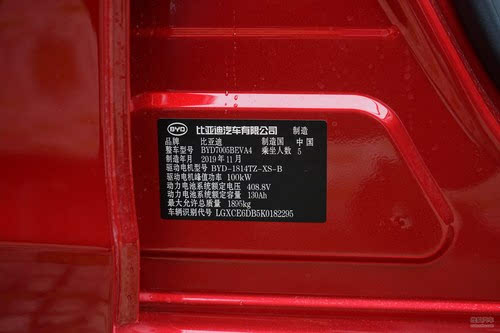 BYD 比亚迪汽车有限公司 制造
品牌 比亚迪 制造国 中国
整车型号 BYD7005BEVA4 乘坐人数 5
制造年月 2019年11月
驱动电机型号 BYD-1814TZ-XS-B
驱动电机峰值功率 100kW
动力电池系统额定电压 408.8V
动力电池系统额定容量 130Ah
最大允许总质量 1895kg
车辆识别代号 LGXCE6DB5K0182295